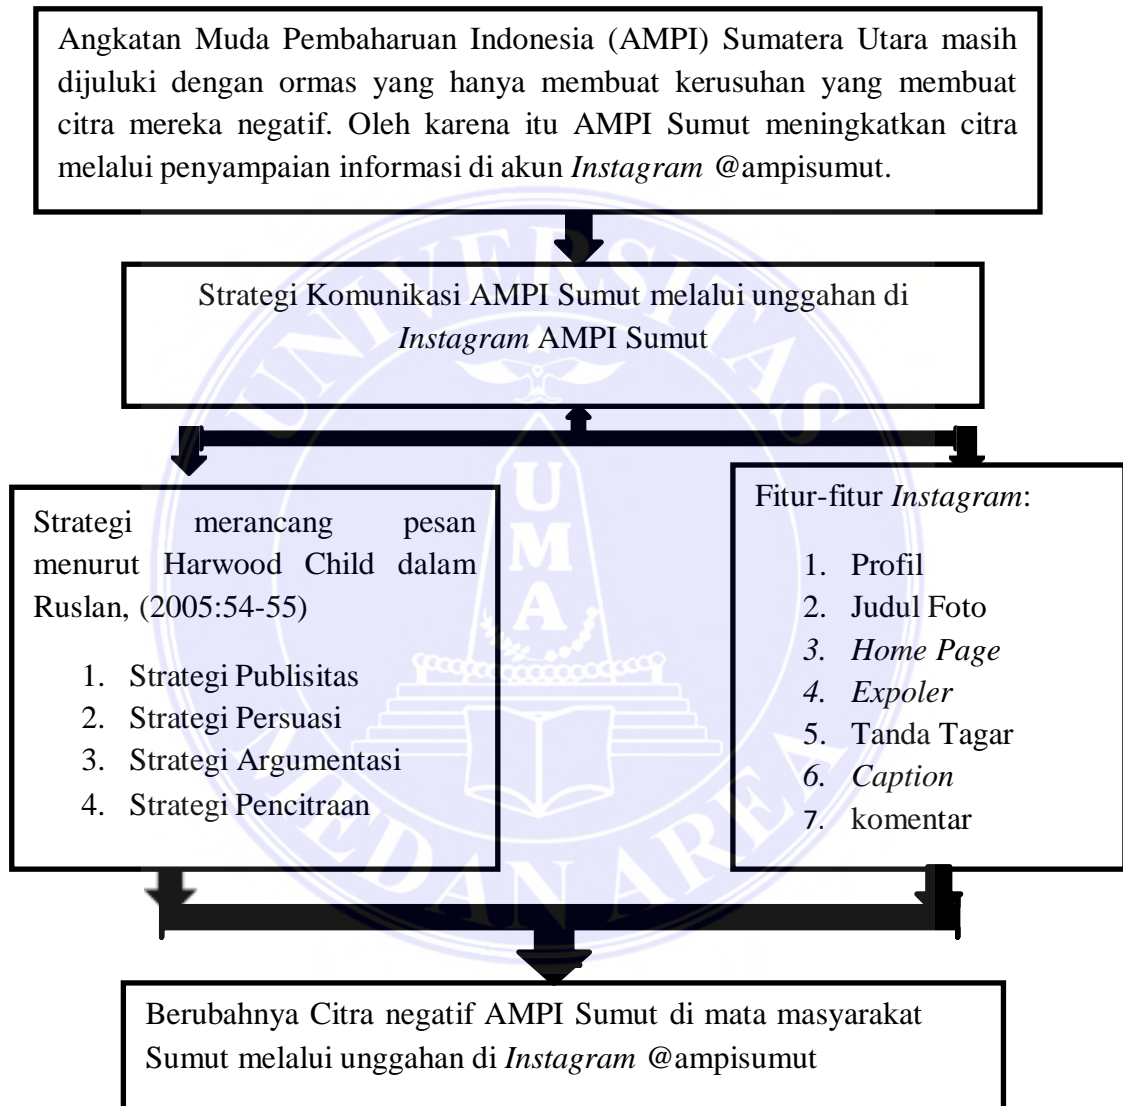 Angkatan Muda Pembaharuan Indonesia (AMPI) Sumatera Utara masih
dijuluki dengan ormas yang hanya membuat kerusuhan yang membuat
citra mereka negatif. Oleh karena itu AMPI Sumut meningkatkan citra
melalui penyampaian informasi di akun Instagram @ampisumut.
Strategi Komunikasi AMPI Sumut melalui unggahan di
Instagram AMPI Sumut
Strategi merancang pesan
menurut Harwood Child dalam
Ruslan, (2005:54-55)
1. Strategi Publisitas
2. Strategi Persuasi
3. Strategi Argumentasi
4. Strategi Pencitraan
Fitur-fitur Instagram:
1. Profil
2. Judul Foto
3. Home Page
4. Expoler
5. Tanda Tagar
6. Caption
7. komentar
Berubahnya Citra negatif AMPI Sumut di mata masyarakat
Sumut melalui unggahan di Instagram @ampisumut
UNIVERSITAS
MEDAN AREA
UMA